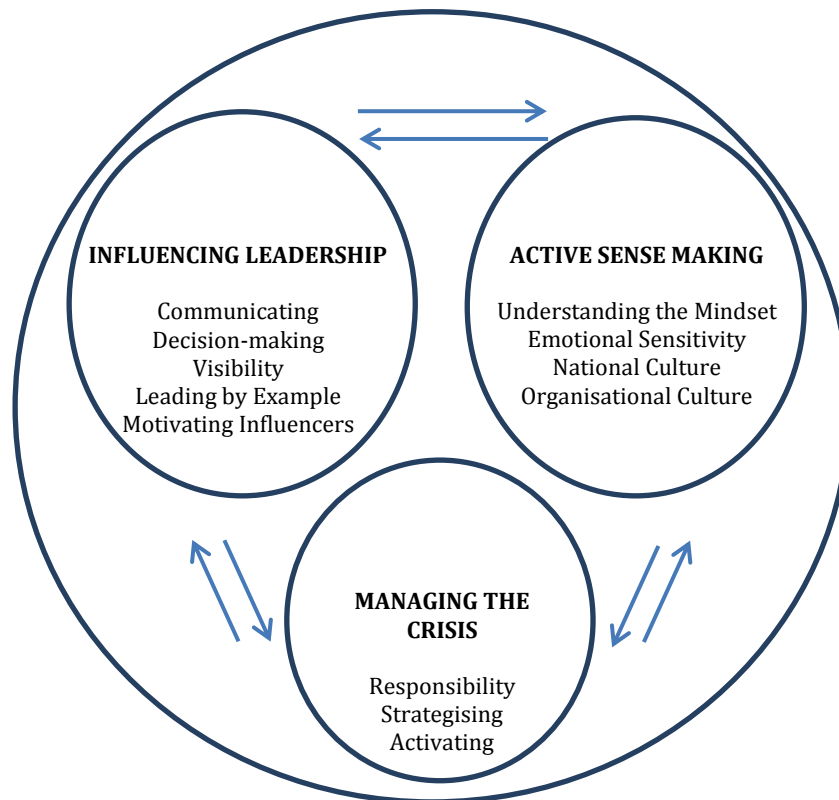 INFLUENCING LEADERSHIP
Communicating
Decision-making
Visibility
Leading by Example
Motivating Influencers
ACTIVE SENSE MAKING
Understanding the Mindset
Emotional Sensitivity
National Culture
Organisational Culture
MANAGING THE
CRISIS
Responsibility
Strategising
Activating